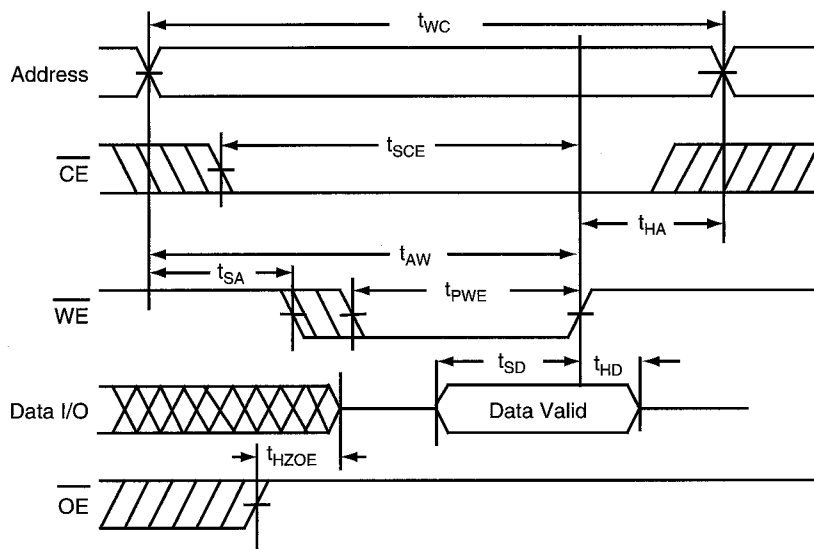 tWC
Address
tSCE
CE
tHA
tAW
tSA
tPWE
WE
tSD
tHD
Data I/O
Data Valid
tHZOE
OE